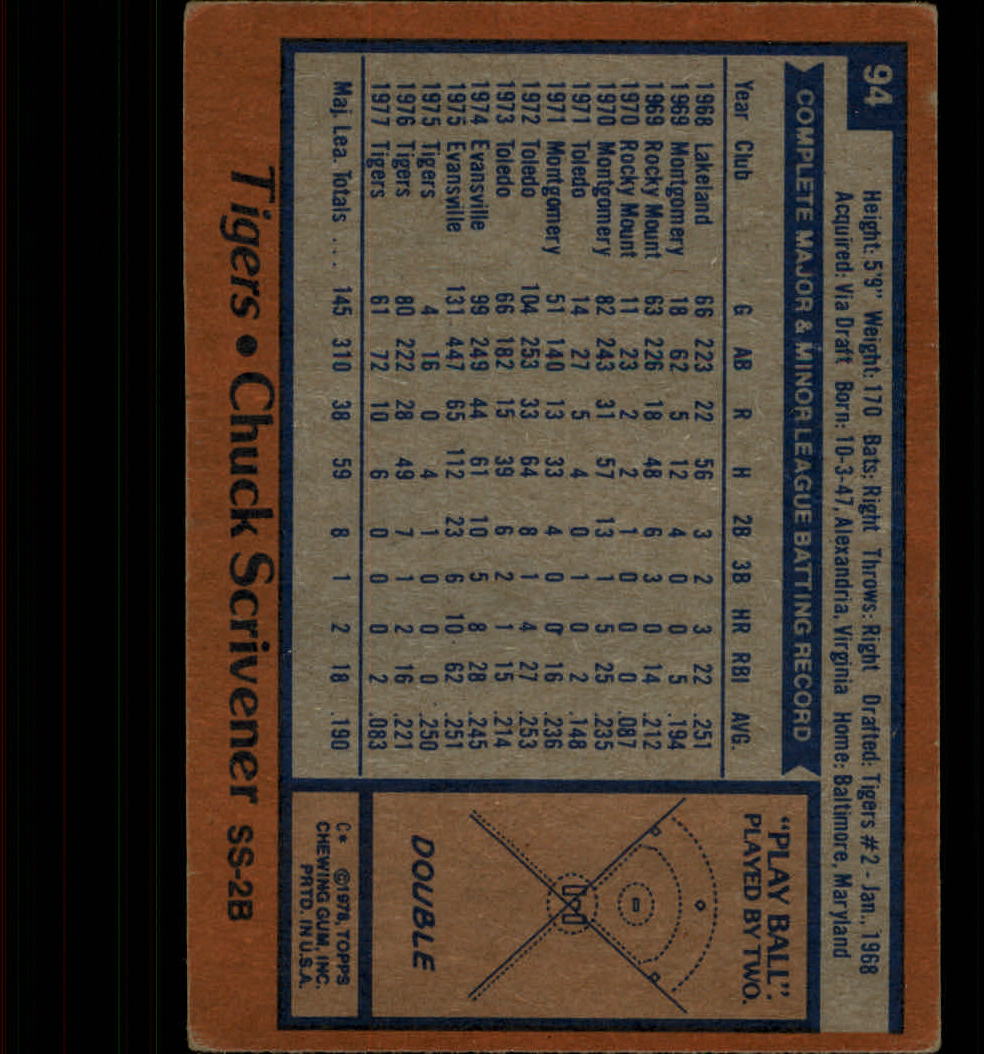 94
Height: 5'9" Weight: 170 Bats: Right Throws: Right Drafted: Tigers #2 - Jan., 1968
Acquired: Via Draft Born: 10-3-47, Alexandria, Virginia Home: Baltimore, Maryland
COMPLETE MAJOR & MINOR LEAGUE BATTING RECORD
Year Club G AB R H 2B 3B HR RBI AVG.
1968 Lakeland 66 223 22 56 3 2 3 22 .251
1969 Montgomery 18 62 5 12 4 0 0 5 .194
1969 Rocky Mount 63 226 18 48 6 3 0 14 .212
1970 Rocky Mount 11 23 2 2 1 0 0 0 .087
1970 Montgomery 82 243 31 57 13 1 5 25 .235
1971 Toledo 14 27 5 4 0 1 0 2 .148
1971 Montgomery 51 140 13 33 4 0 0 16 .236
1972 Toledo 104 253 33 64 8 1 4 27 .253
1973 Toledo 66 182 15 39 6 2 1 15 .214
1974 Evansville 99 249 44 61 10 5 8 28 .245
1975 Evansville 131 447 65 112 23 6 10 62 .251
1975 Tigers 4 16 0 4 1 0 0 0 .250
1976 Tigers 80 222 28 49 7 1 2 16 .221
1977 Tigers 61 72 10 6 0 0 0 2 .083
Maj. Lea. Totals ... 145 310 38 59 8 1 2 18 .190
"PLAY BALL"
PLAYED BY TWO.
DOUBLE
C* ©1978, TOPPS
CHEWING GUM, INC.
PRTD. IN U.S.A.
Tigers • Chuck Scrivener SS-2B